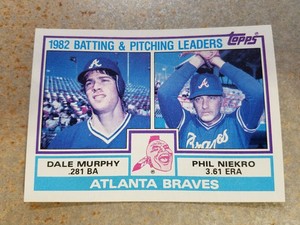 1982 BATTING & PITCHING LEADERS
Topps
A
A
Braves
DALE MURPHY
.281 BA
PHIL NIEKRO
3.61 ERA
ATLANTA BRAVES